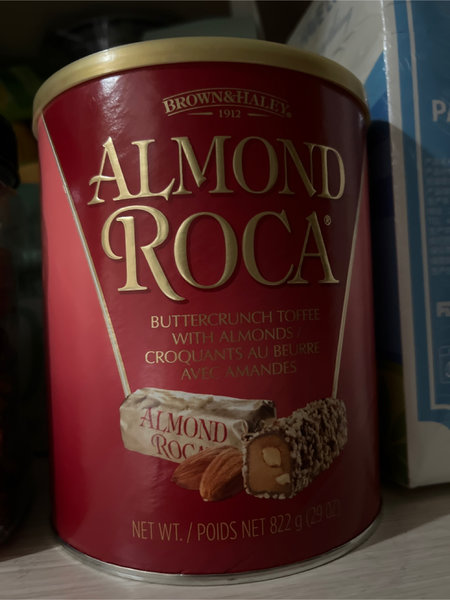 BROWN & HALEY®
1912
ALMOND
ROCA®
BUTTERCRUNCH TOFFEE
WITH ALMONDS /
CROQUANTS AU BEURRE
AVEC AMANDES
ALMOND
ROCA
NET WT. / POIDS NET 822 g (29 OZ)